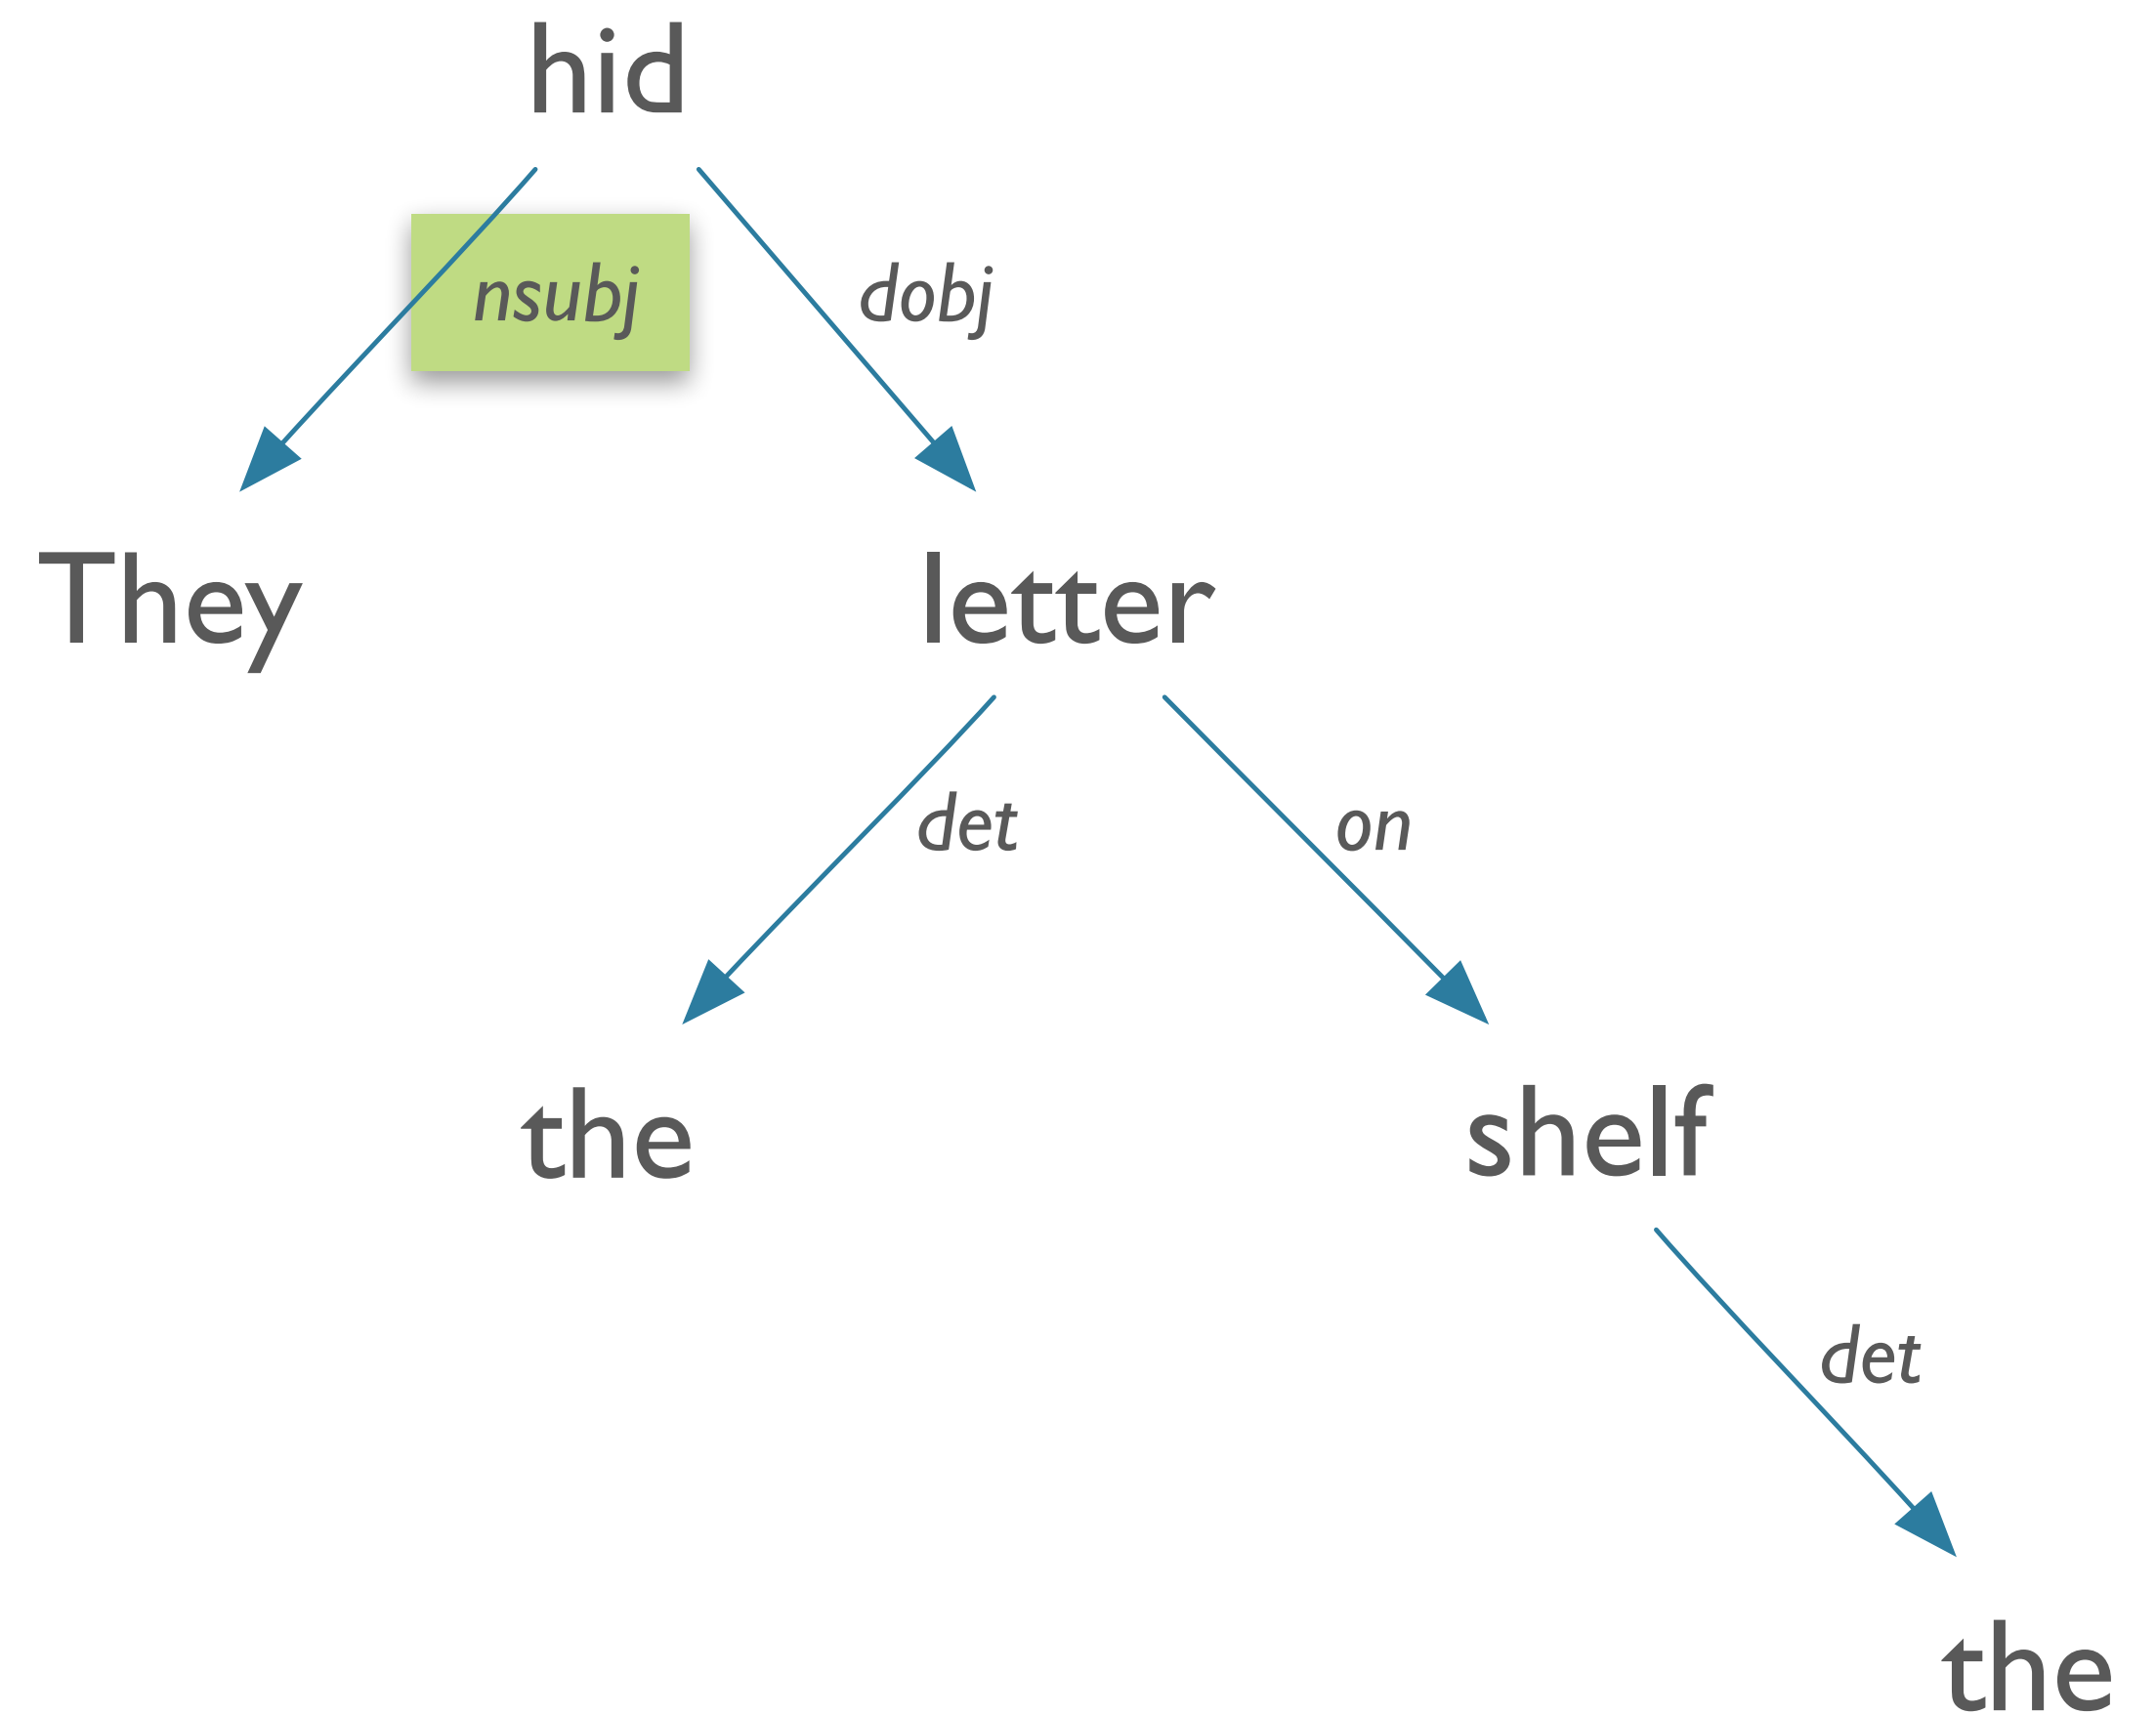 hid
nsubj
dobj
They
letter
det
on
the
shelf
det
the